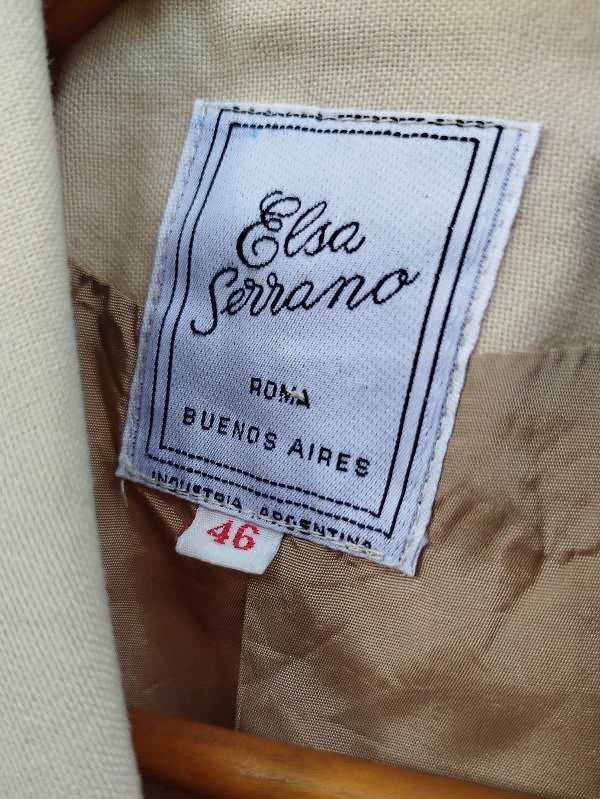 Elsa
Serrano
ROMA
BUENOS AIRES
INDUSTRIA ARGENTINA
46